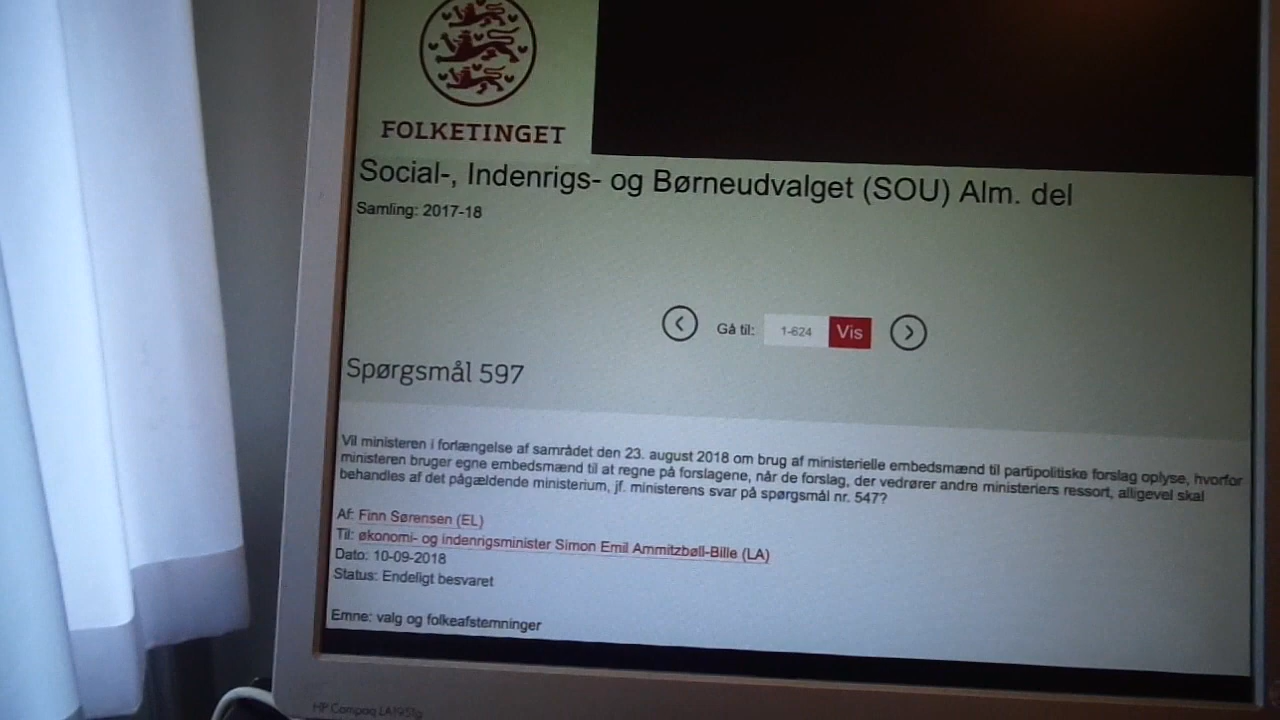 FOLKETINGET
Social-, Indenrigs- og Børneudvalget (SOU) Alm. del
Samling: 2017-18
Gå til: 1-624 Vis
Spørgsmål 597
Vil ministeren i forlængelse af samrådet den 23. august 2018 om brug af ministerielle embedsmænd til partipolitiske forslag oplyse, hvorfor
ministeren bruger egne embedsmænd til at regne på forslagene, når de forslag, der vedrører andre ministeriers ressort, alligevel skal
behandles af det pågældende ministerium, jf. ministerens svar på spørgsmål nr. 547?
Af: Finn Sørensen (EL)
Til: økonomi- og indenrigsminister Simon Emil Ammitzbøll-Bille (LA)
Dato: 10-09-2018
Status: Endeligt besvaret
Emne: valg og folkeafstemninger
HP Compaq LA1951g